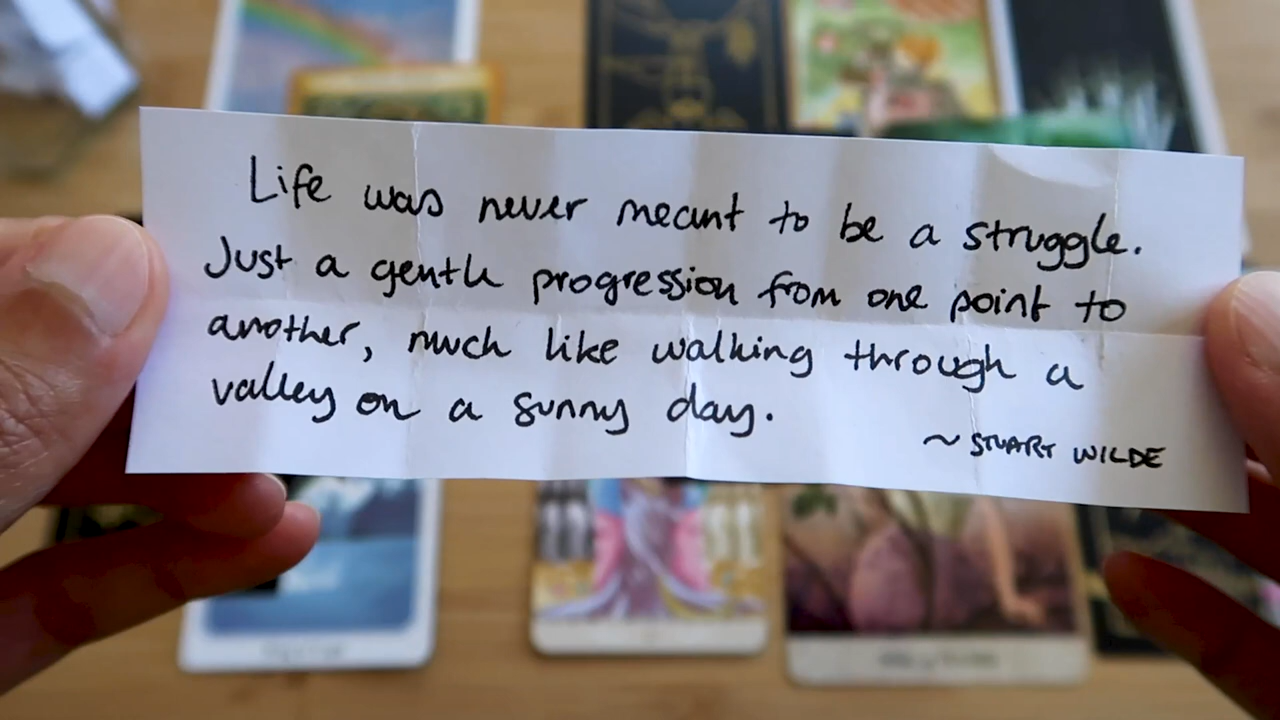 Life was never meant to be a struggle.
Just a gentle progression from one point to
another, much like walking through a
valley on a sunny day.
~ STUART WILDE